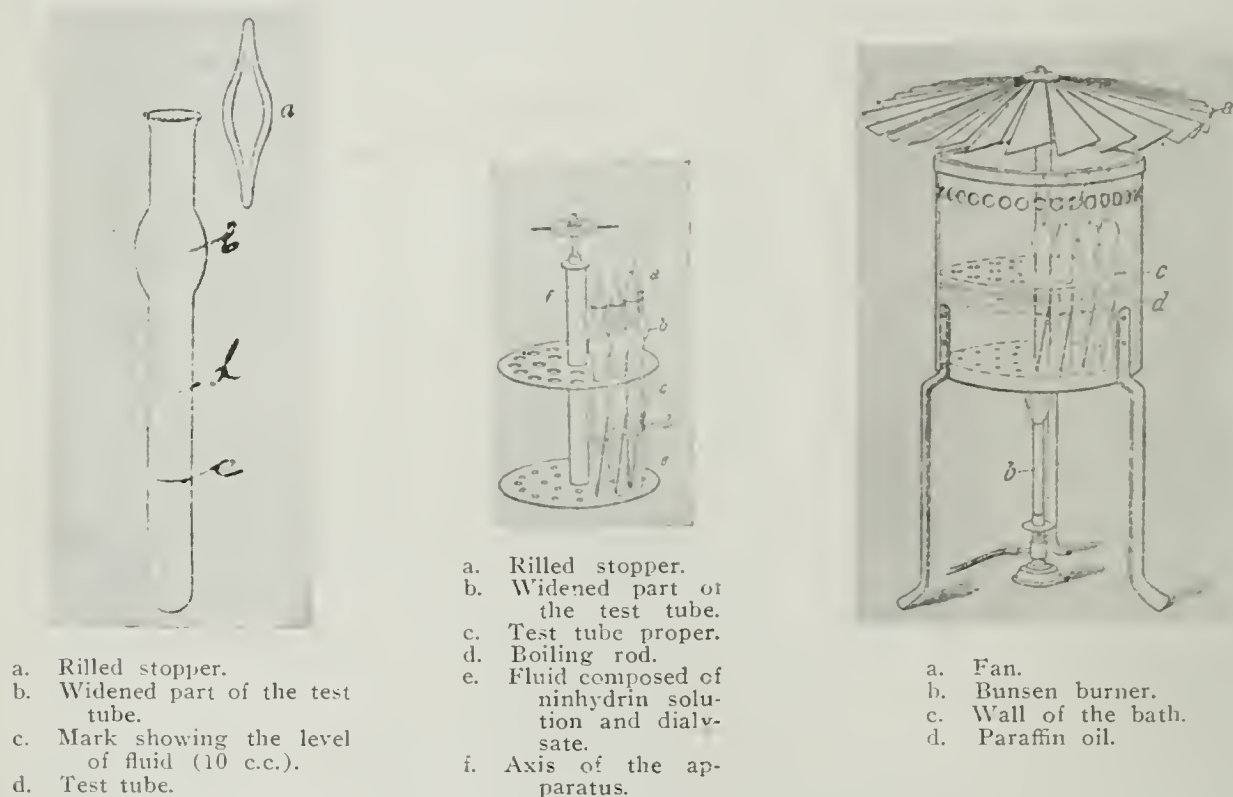 a
b
d
c
a. Rilled stopper.
b. Widened part of the test
tube.
c. Mark showing the level
of fluid (10 c.c.).
d. Test tube.
f
a
b
c
d
e
a. Rilled stopper.
b. Widened part of
the test tube.
c. Test tube proper.
d. Boiling rod.
e. Fluid composed of
ninhydrin solu-
tion and dialy-
sate.
f. Axis of the ap-
paratus.
a
c
d
b
a. Fan.
b. Bunsen burner.
c. Wall of the bath.
d. Paraffin oil.